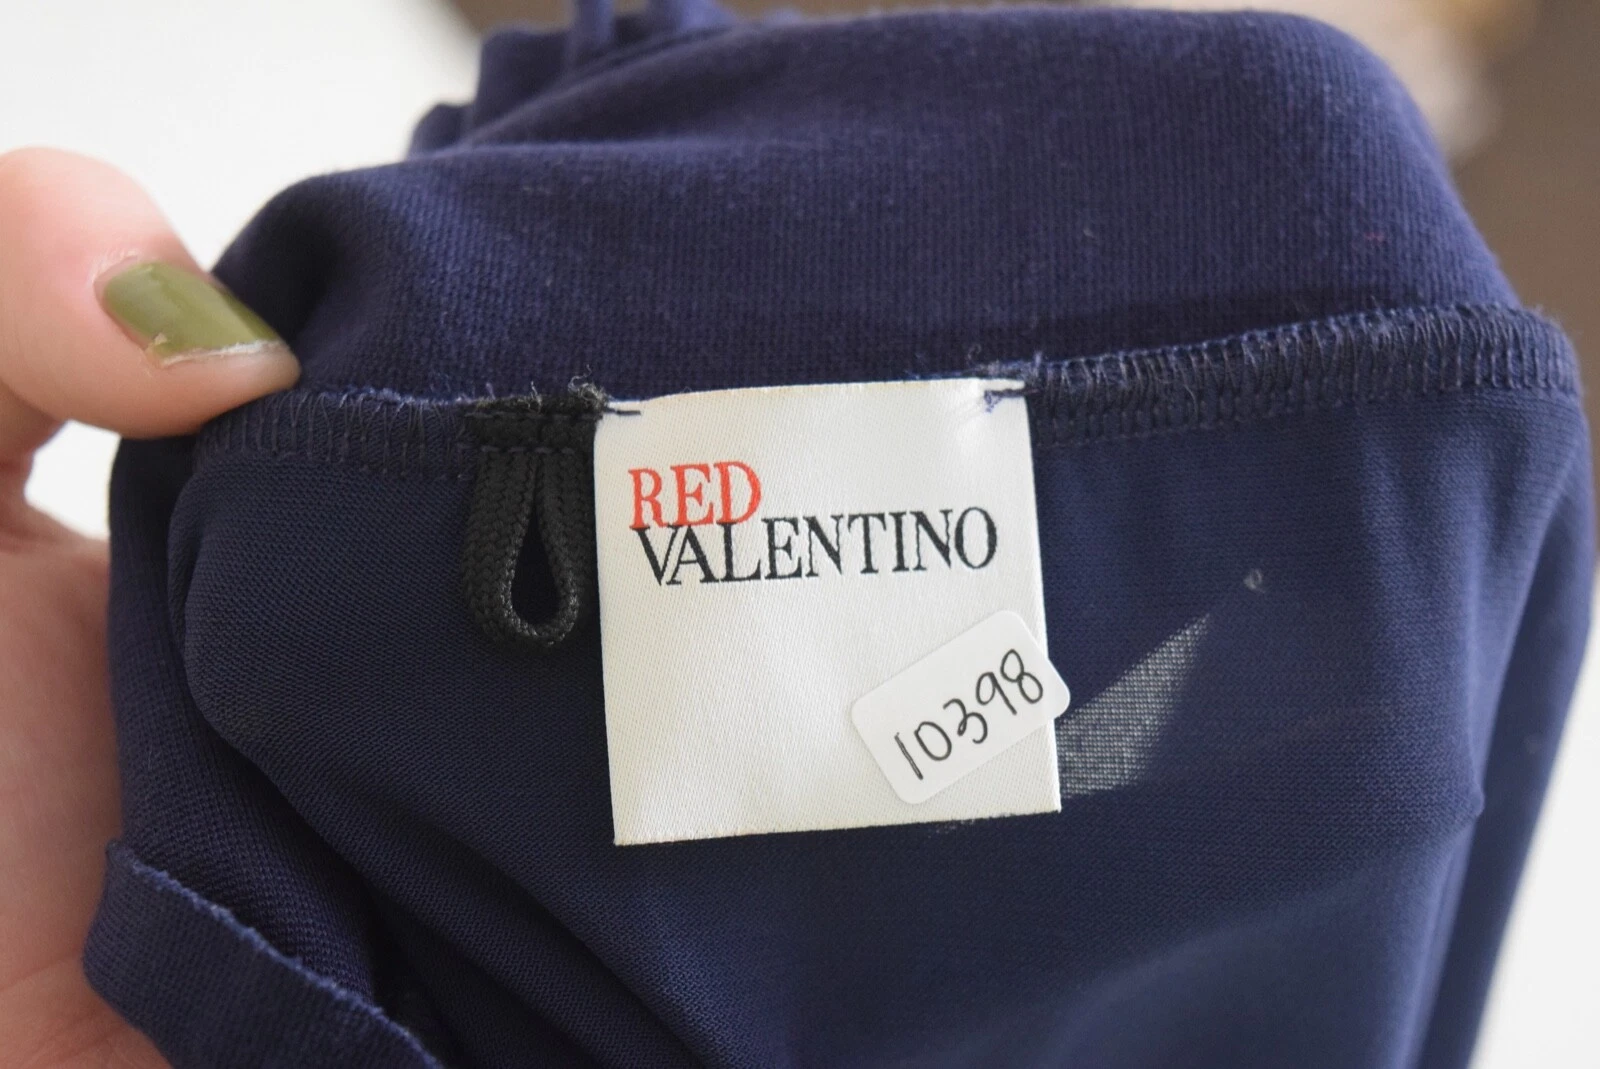 RED
VALENTINO
10398